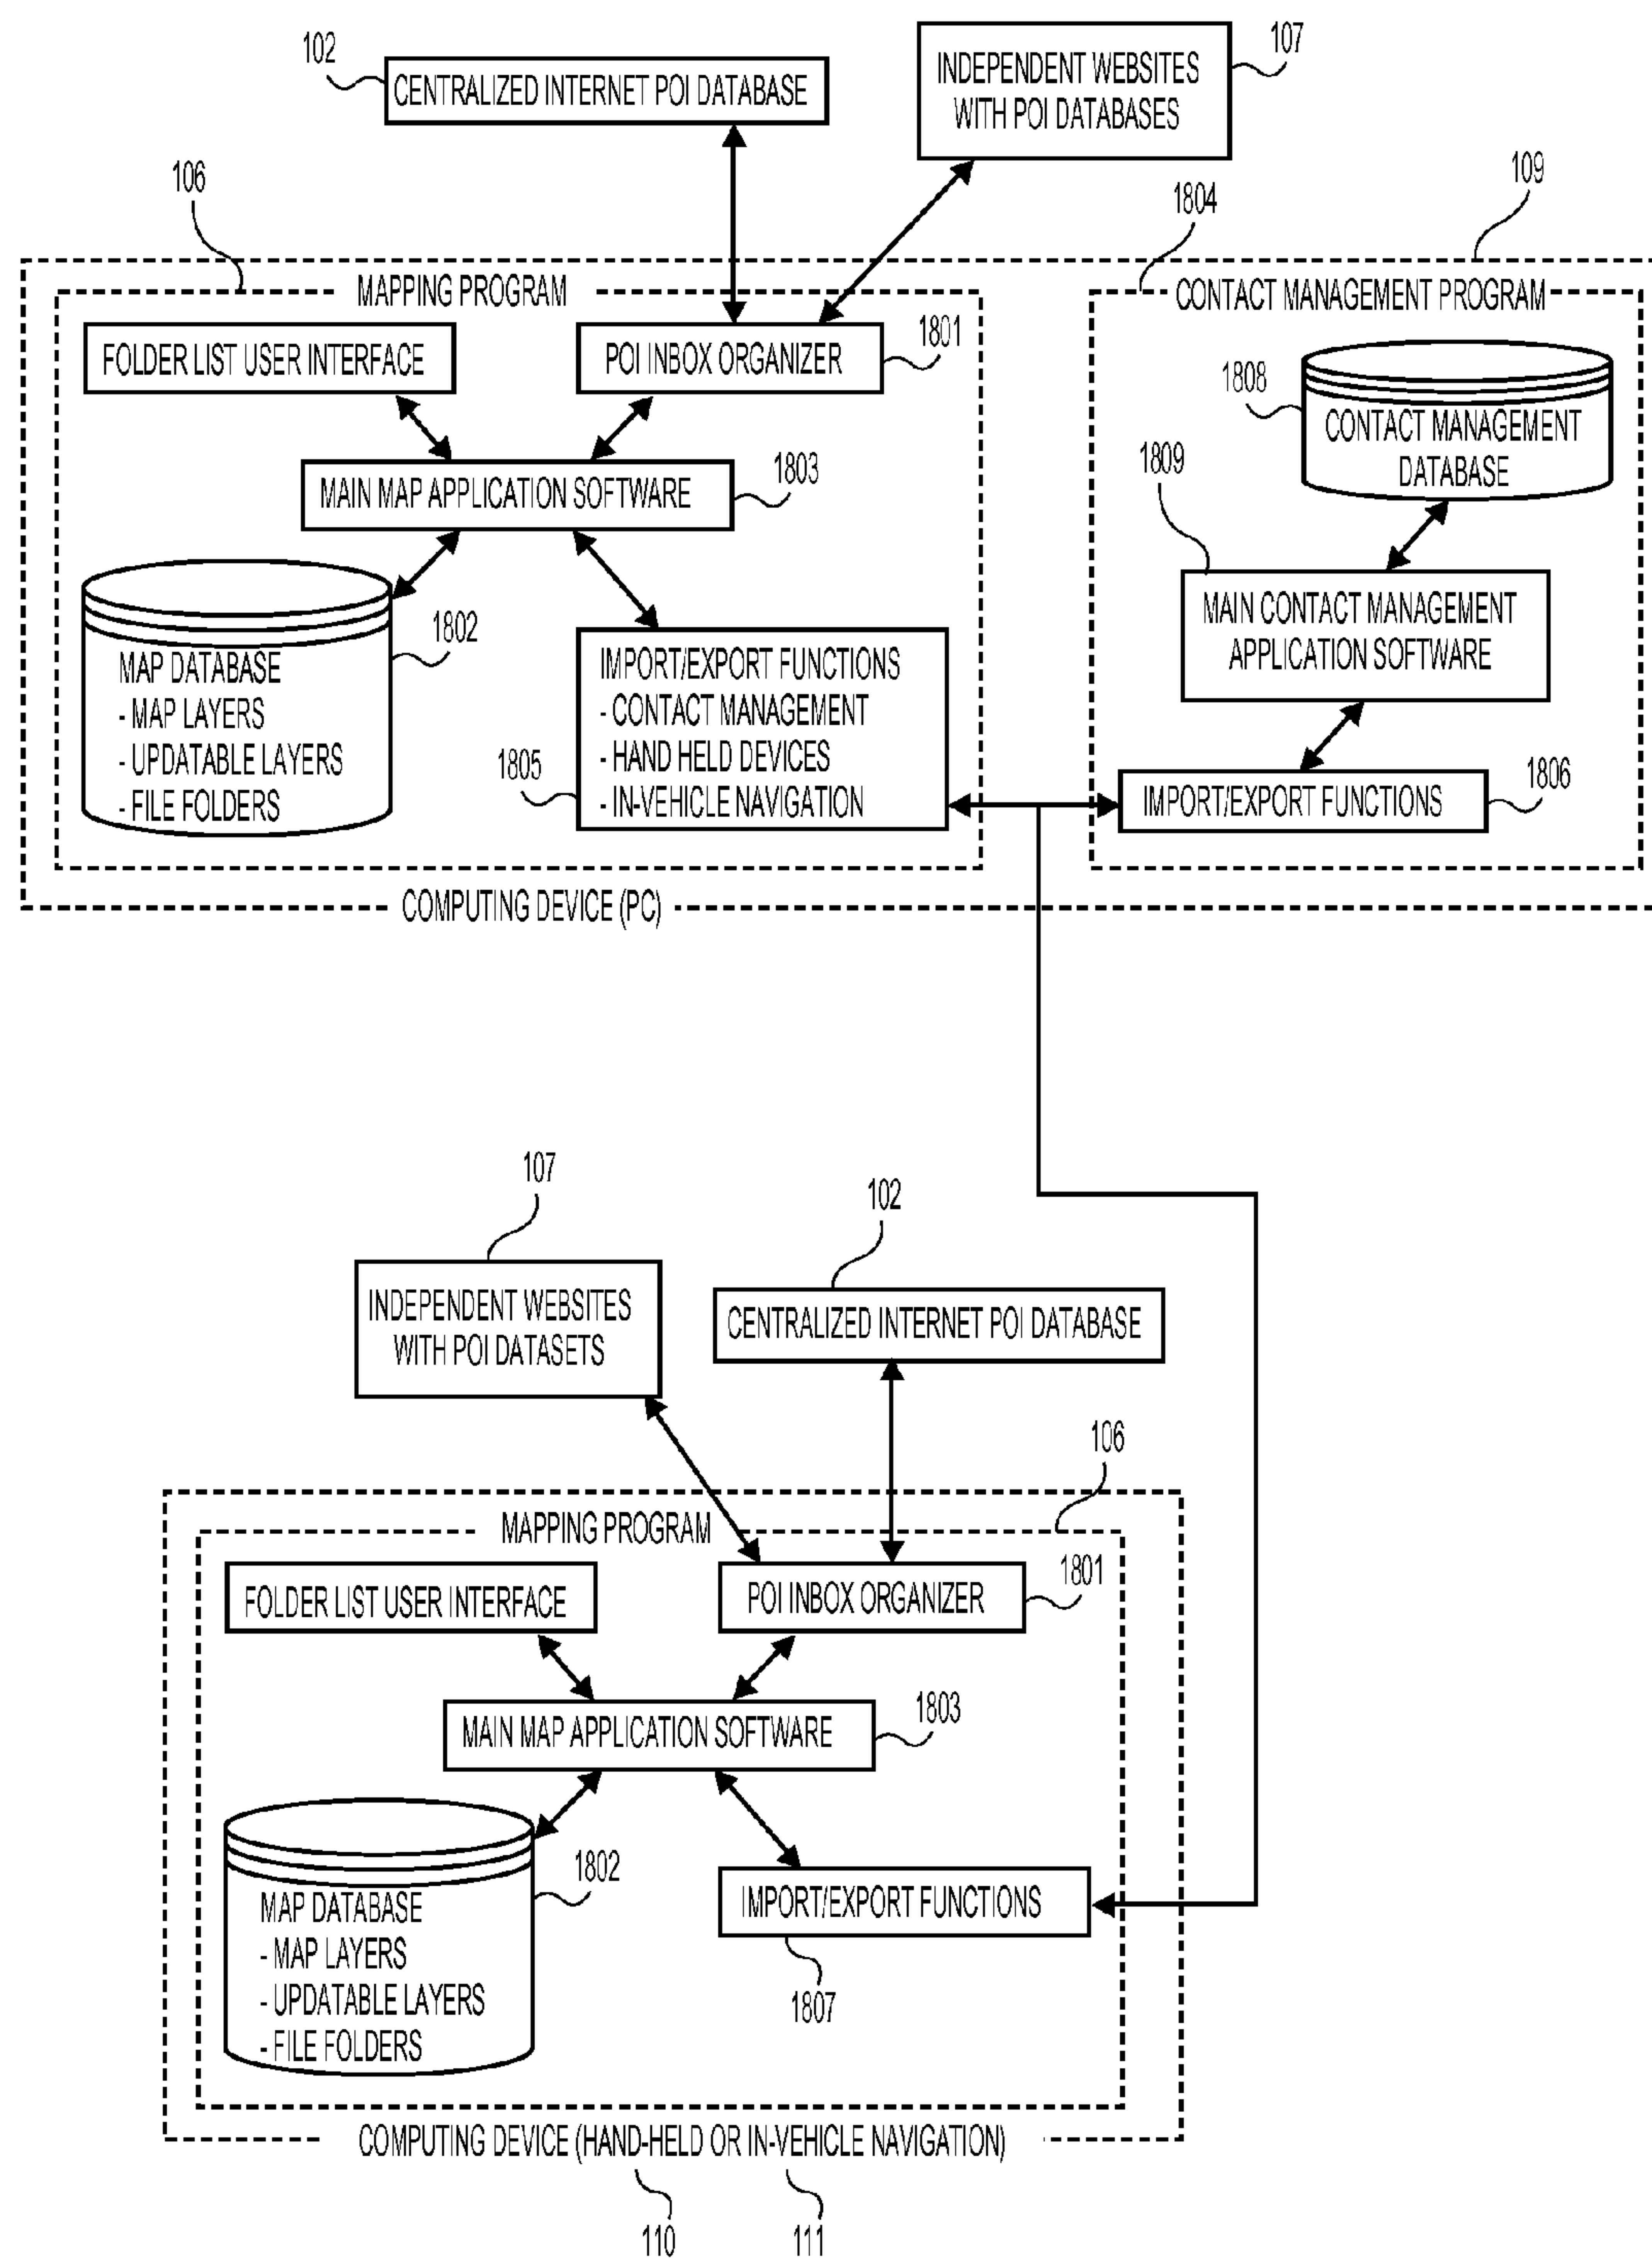 102
CENTRALIZED INTERNET POI DATABASE
INDEPENDENT WEBSITES
WITH POI DATABASES
107
106
1804
109
MAPPING PROGRAM
CONTACT MANAGEMENT PROGRAM
FOLDER LIST USER INTERFACE
POI INBOX ORGANIZER
1801
1808
CONTACT MANAGEMENT
DATABASE
MAIN MAP APPLICATION SOFTWARE
1803
1809
MAIN CONTACT MANAGEMENT
APPLICATION SOFTWARE
MAP DATABASE
- MAP LAYERS
- UPDATABLE LAYERS
- FILE FOLDERS
1802
IMPORT/EXPORT FUNCTIONS
- CONTACT MANAGEMENT
- HAND HELD DEVICES
- IN-VEHICLE NAVIGATION
1805
IMPORT/EXPORT FUNCTIONS
1806
COMPUTING DEVICE (PC)
107
102
INDEPENDENT WEBSITES
WITH POI DATASETS
CENTRALIZED INTERNET POI DATABASE
106
MAPPING PROGRAM
FOLDER LIST USER INTERFACE
POI INBOX ORGANIZER
1801
MAIN MAP APPLICATION SOFTWARE
1803
MAP DATABASE
- MAP LAYERS
- UPDATABLE LAYERS
- FILE FOLDERS
1802
IMPORT/EXPORT FUNCTIONS
1807
COMPUTING DEVICE (HAND-HELD OR IN-VEHICLE NAVIGATION)
110
111